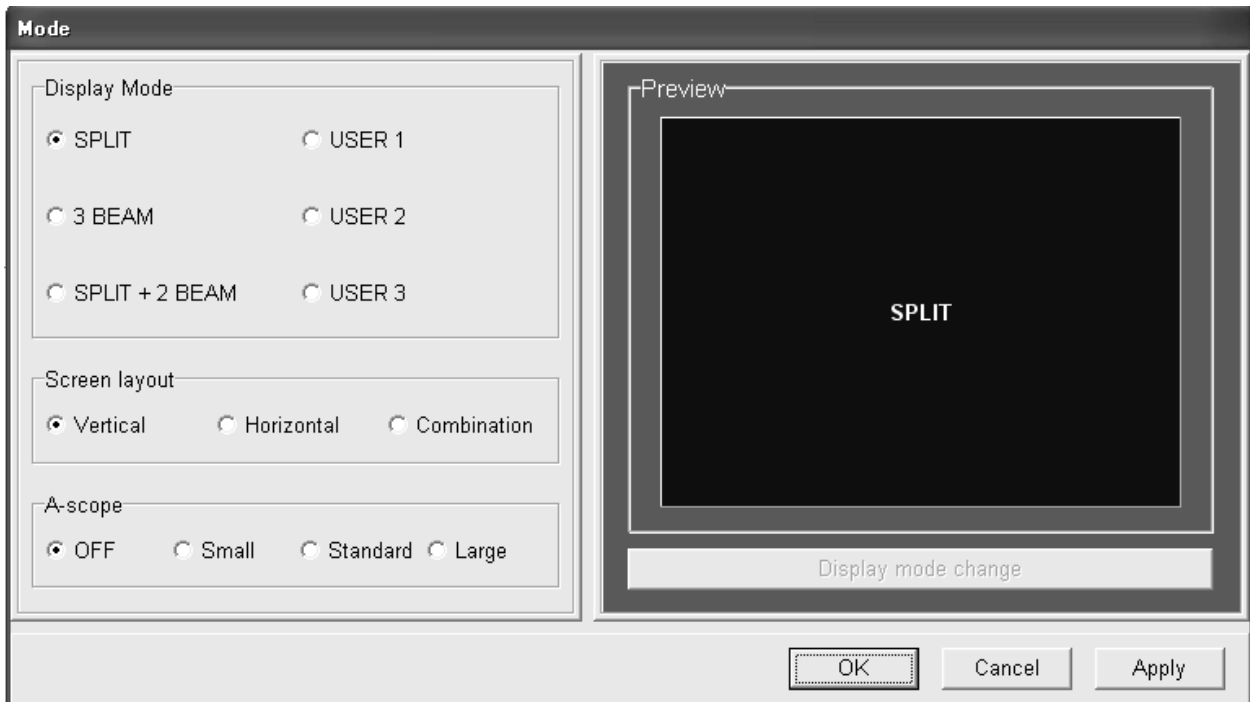 Mode
Display Mode
SPLIT USER 1
3 BEAM USER 2
SPLIT + 2 BEAM USER 3
Screen layout
Vertical Horizontal Combination
A-scope
OFF Small Standard Large
Preview
SPLIT
Display mode change
OK Cancel Apply